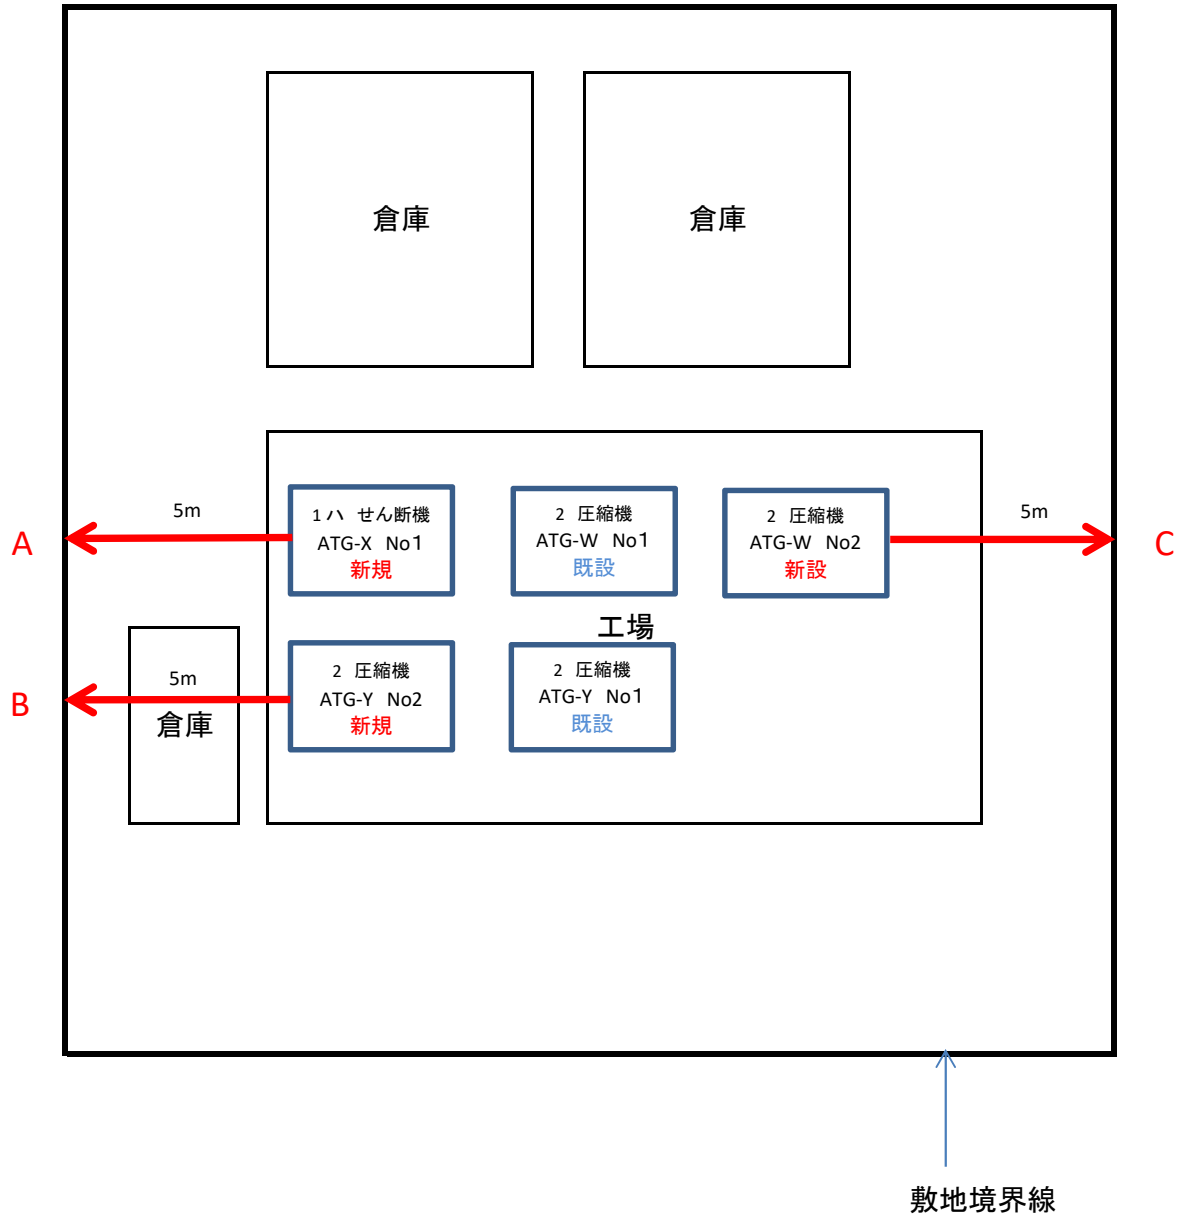 倉庫
倉庫
5m
A
1ハ せん断機
ATG-X No1
新規
2 圧縮機
ATG-W No1
既設
2 圧縮機
ATG-W No2
新設
5m
C
工場
5m
B
倉庫
2 圧縮機
ATG-Y No2
新規
2 圧縮機
ATG-Y No1
既設
敷地境界線